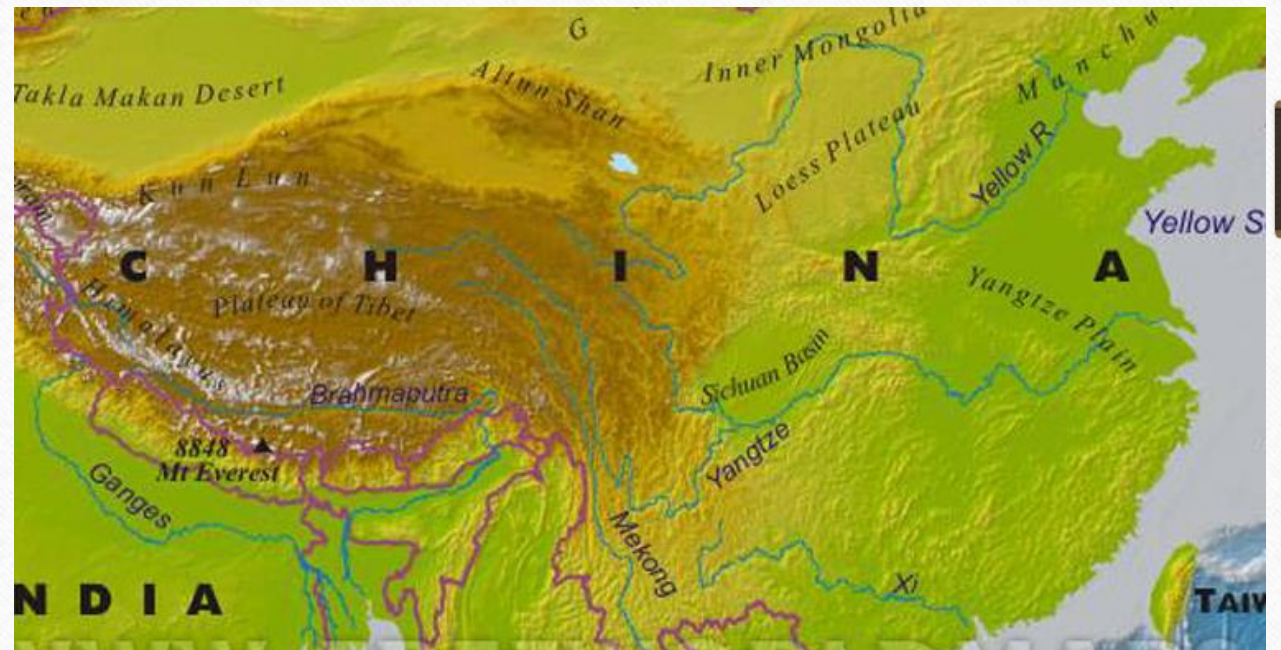 G
Inner Mongolia
Takla Makan Desert
Altun Shan
Loess Plateau
Yellow R
Kun Lun
Yellow S
C H I N A
Himalayas
Plateau of Tibet
Yangtze Plain
Sichuan Basin
Brahmaputra
8848
Mt Everest
Yangtze
Ganges
Mekong
Xi
NDIA
TAIW